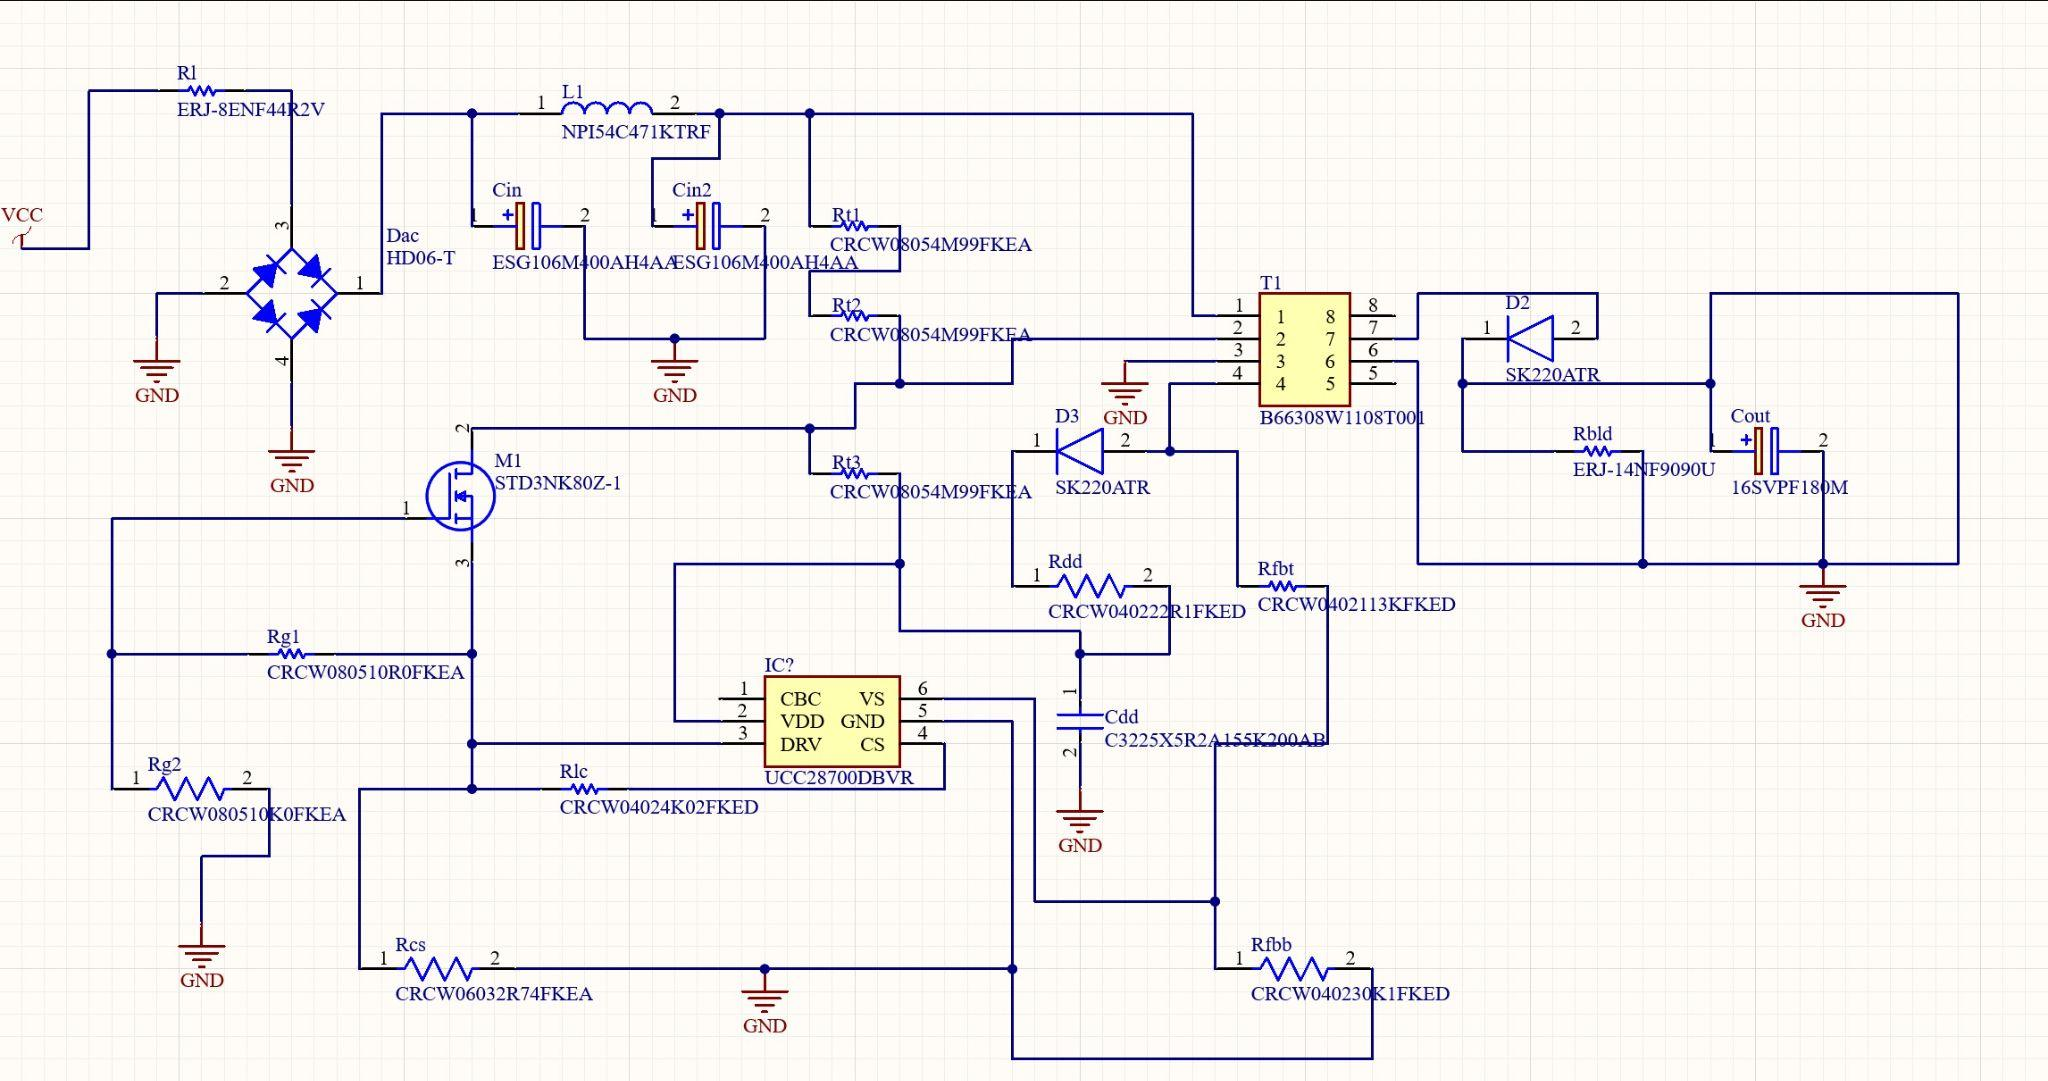 R1
ERJ-8ENF44R2V
VCC
3
2
1
4
Dac
HD06-T
GND
GND
L1
1
2
NPI54C471KTRF
Cin
1
+
2
ESG106M400AH4AA
Cin2
1
+
2
ESG106M400AH4AA
GND
Rt1
CRCW08054M99FKEA
Rt2
CRCW08054M99FKEA
T1
1
2
3
4
1 8
2 7
3 6
4 5
8
7
6
5
B66308W1108T001
GND
D2
1
2
SK220ATR
Rbld
ERJ-14NF9090U
Cout
1
+
2
16SVPF180M
GND
2
M1
STD3NK80Z-1
1
3
Rt3
CRCW08054M99FKEA
D3
1
2
SK220ATR
Rdd
1
2
CRCW040222R1FKED
Rfbt
CRCW0402113KFKED
Rg1
CRCW080510R0FKEA
IC?
1
2
3
CBC VS
VDD GND
DRV CS
6
5
4
UCC28700DBVR
1
Cdd
C3225X5R2A155K200AB
2
GND
Rg2
1
2
CRCW080510K0FKEA
GND
Rlc
CRCW04024K02FKED
Rcs
1
2
CRCW06032R74FKEA
GND
Rfbb
1
2
CRCW040230K1FKED